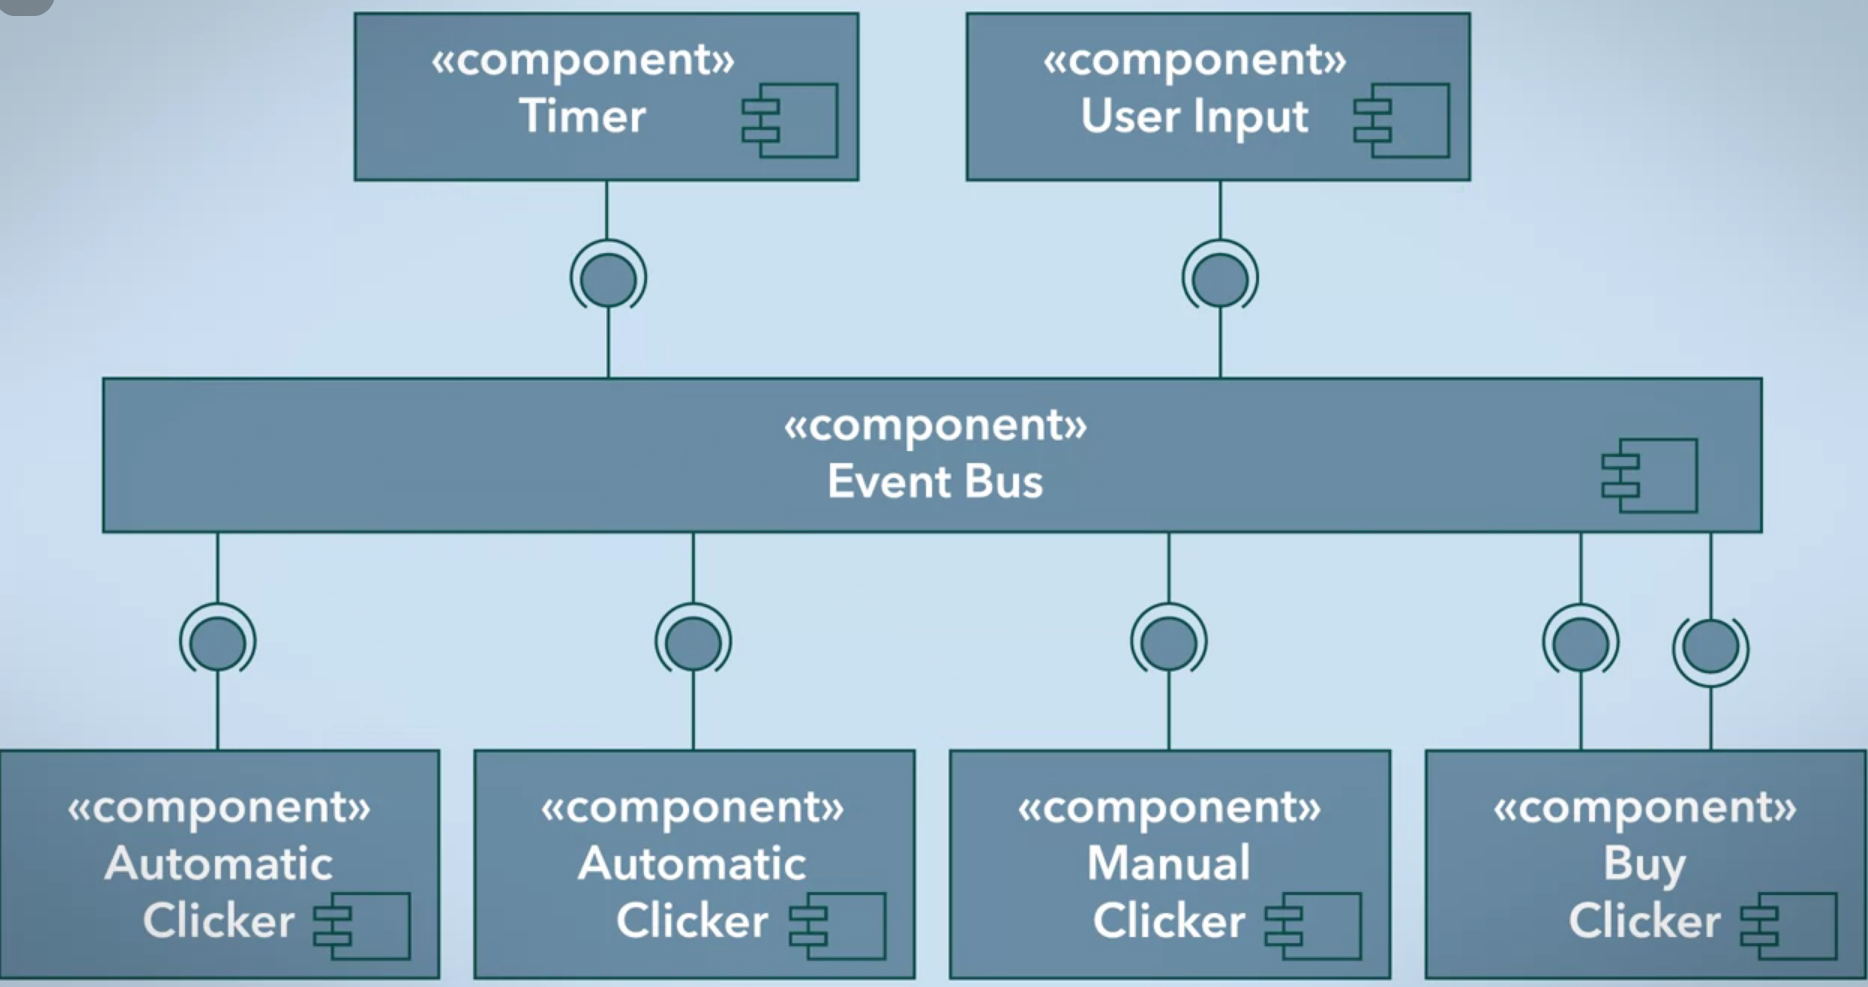 «component»
Timer
«component»
User Input
«component»
Event Bus
«component»
Automatic
Clicker
«component»
Automatic
Clicker
«component»
Manual
Clicker
«component»
Buy
Clicker